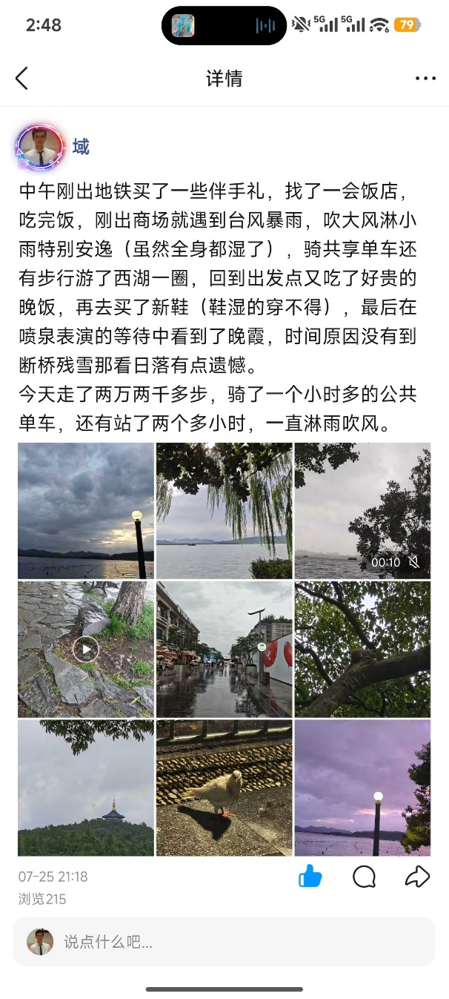 2:48
5G 5G 79
详情
域
中午刚出地铁买了一些伴手礼，找了一会饭店，
吃完饭，刚出商场就遇到台风暴雨，吹大风淋小
雨特别安逸（虽然全身都湿了），骑共享单车还
有步行游了西湖一圈，回到出发点又吃了好贵的
晚饭，再去买了新鞋（鞋湿的穿不得），最后在
喷泉表演的等待中看到了晚霞，时间原因没有到
断桥残雪那看日落有点遗憾。
今天走了两万两千多步，骑了一个小时多的公共
单车，还有站了两个多小时，一直淋雨吹风。
00:10
07-25 21:18
浏览215
说点什么吧...